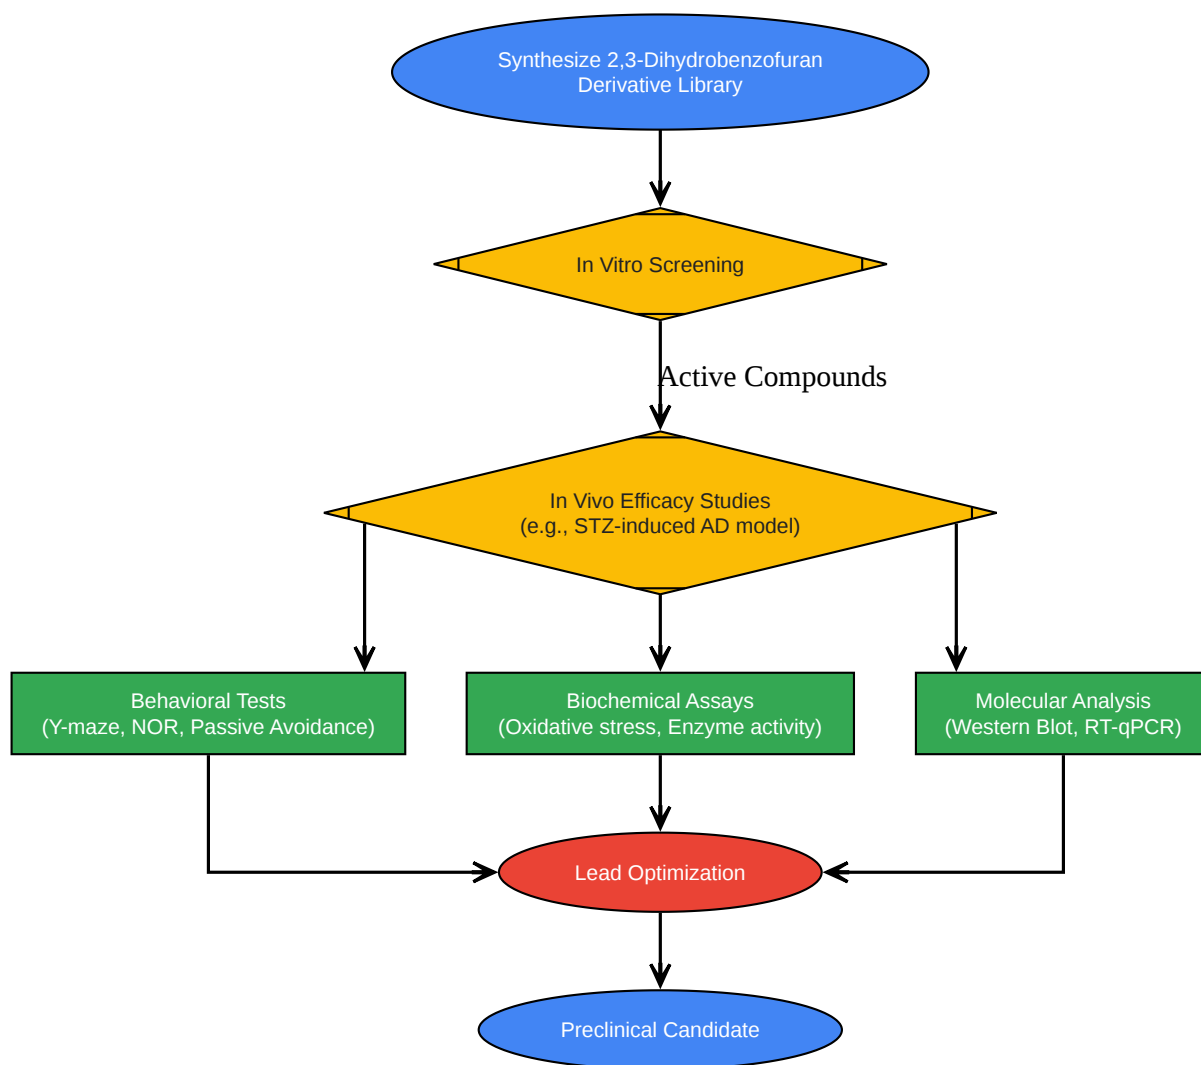 Synthesize 2,3-Dihydrobenzofuran
Derivative Library
In Vitro Screening
Active Compounds
In Vivo Efficacy Studies
(e.g., STZ-induced AD model)
Behavioral Tests
(Y-maze, NOR, Passive Avoidance)
Biochemical Assays
(Oxidative stress, Enzyme activity)
Molecular Analysis
(Western Blot, RT-qPCR)
Lead Optimization
Preclinical Candidate